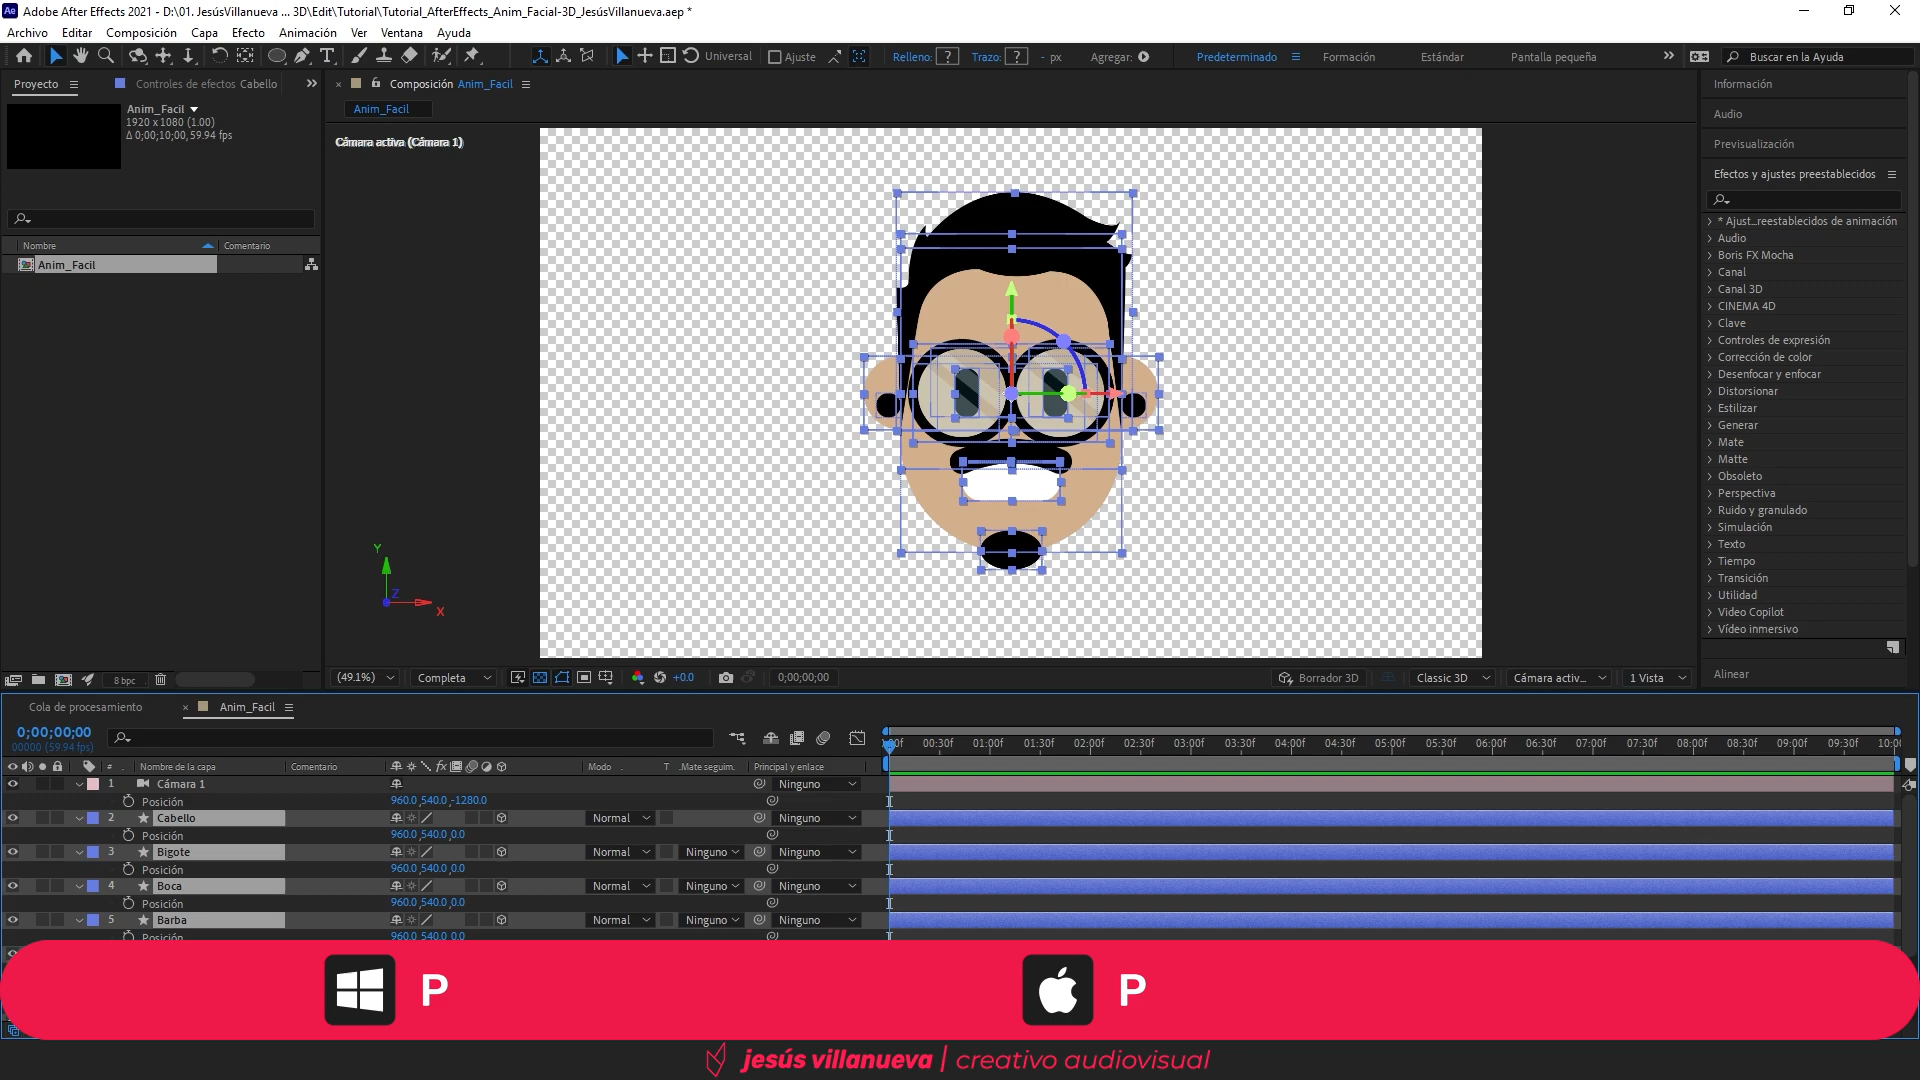 Adobe After Effects 2021 - D:\01. JesúsVillanueva ... 3D\Edit\Tutorial\Tutorial_AfterEffects_Anim_Facial-3D_JesúsVillanueva.aep *
Archivo Editar Composición Capa Efecto Animación Ver Ventana Ayuda
Universal Ajuste Relleno: ? Trazo: ? - px Agregar: Predeterminado Formación Estándar Pantalla pequeña Buscar en la Ayuda
Proyecto Controles de efectos Cabello
Composición Anim_Facil
Anim_Facil
Anim_Facil
1920 x 1080 (1.00)
Δ 0;00;10;00, 59.94 fps
Nombre Comentario
Anim_Facil
8 bpc
Cámara activa (Cámara 1)
Y
Z
X
(49.1%) Completa +0.0 0;00;00;00 Borrador 3D Classic 3D Cámara activ... 1 Vista
Información
Audio
Previsualización
Efectos y ajustes preestablecidos
* Ajust...reestablecidos de animación
Audio
Boris FX Mocha
Canal
Canal 3D
CINEMA 4D
Clave
Controles de expresión
Corrección de color
Desenfocar y enfocar
Distorsionar
Estilizar
Generar
Mate
Matte
Obsoleto
Perspectiva
Ruido y granulado
Simulación
Texto
Tiempo
Transición
Utilidad
Video Copilot
Vídeo inmersivo
Alinear
Cola de procesamiento Anim_Facil
0;00;00;00
00000 (59.94 fps)
:00f 00:30f 01:00f 01:30f 02:00f 02:30f 03:00f 03:30f 04:00f 04:30f 05:00f 05:30f 06:00f 06:30f 07:00f 07:30f 08:00f 08:30f 09:00f 09:30f 10:0
# Nombre de la capa Comentario fx Modo T .Mate seguim. Principal y enlace
1 Cámara 1 Ninguno
Posición 960.0 ,540.0 ,-1280.0
2 Cabello Normal Ninguno
Posición 960.0 ,540.0 ,0.0
3 Bigote Normal Ninguno Ninguno
Posición 960.0 ,540.0 ,0.0
4 Boca Normal Ninguno Ninguno
Posición 960.0 ,540.0 ,0.0
5 Barba Normal Ninguno Ninguno
Posición 960.0 ,540.0 ,0.0
P P
jesús villanueva | creativo audiovisual